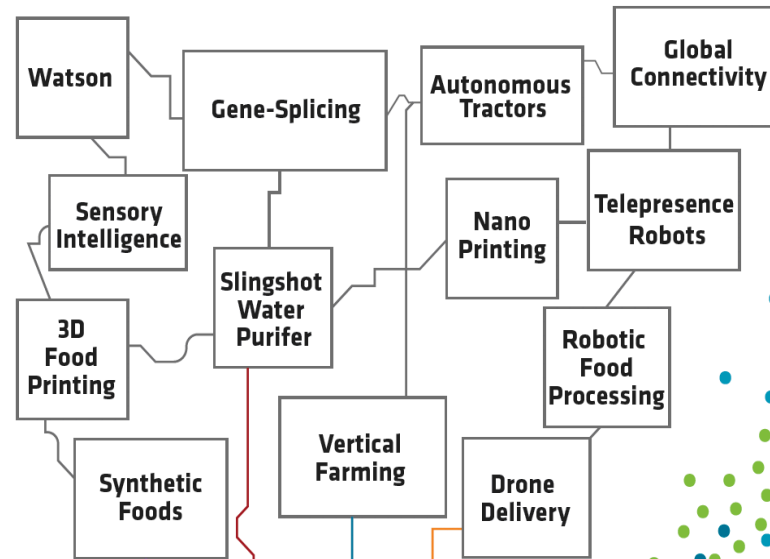 Watson
Gene-Splicing
Autonomous
Tractors
Global
Connectivity
Sensory
Intelligence
Nano
Printing
Telepresence
Robots
Slingshot
Water
Purifer
3D
Food
Printing
Robotic
Food
Processing
Vertical
Farming
Synthetic
Foods
Drone
Delivery